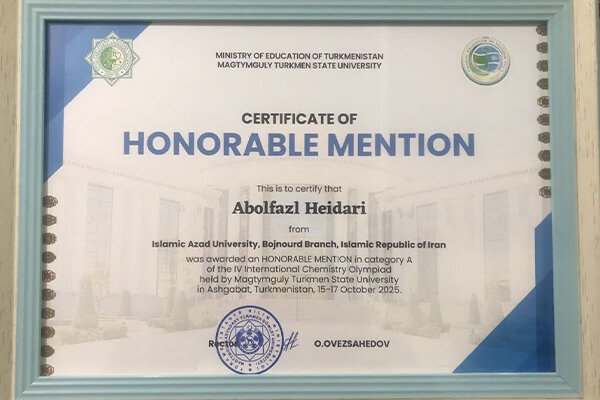 MINISTRY OF EDUCATION OF TURKMENISTAN
MAGTYMGULY TURKMEN STATE UNIVERSITY
CERTIFICATE OF
HONORABLE MENTION
This is to certify that
Abolfazl Heidari
from
Islamic Azad University, Bojnourd Branch, Islamic Republic of Iran
was awarded an HONORABLE MENTION in category A
of the IV International Chemistry Olympiad
held by Magtymguly Turkmen State University
in Ashgabat, Turkmenistan, 15-17 October 2025.
Rector O.OVEZSAHEDOV